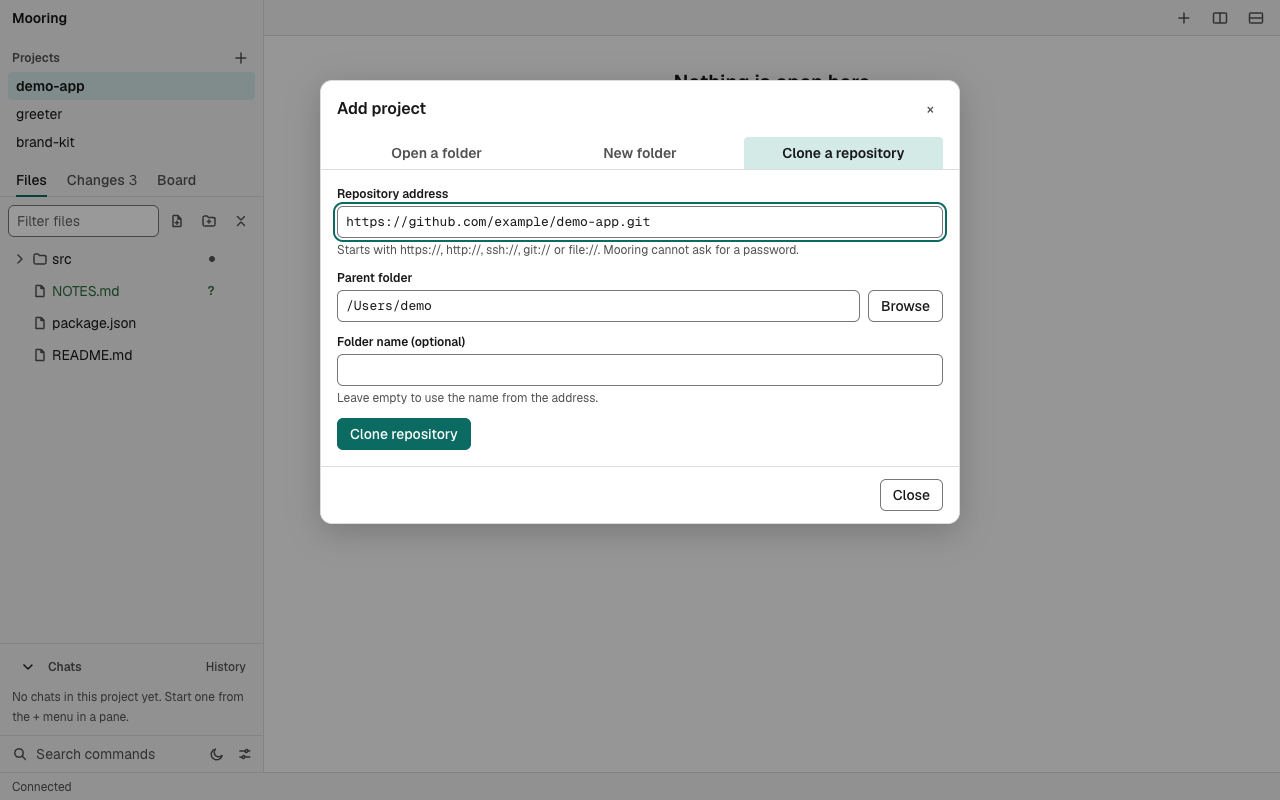 Mooring
Projects
demo-app
greeter
brand-kit
Files
Changes 3
Board
Filter files
src
NOTES.md
?
package.json
README.md
Chats
History
No chats in this project yet. Start one from
the + menu in a pane.
Search commands
Connected
Nothing is open here
Add project
×
Open a folder
New folder
Clone a repository
Repository address
https://github.com/example/demo-app.git
Starts with https://, http://, ssh://, git:// or file://. Mooring cannot ask for a password.
Parent folder
/Users/demo
Browse
Folder name (optional)
Leave empty to use the name from the address.
Clone repository
Close